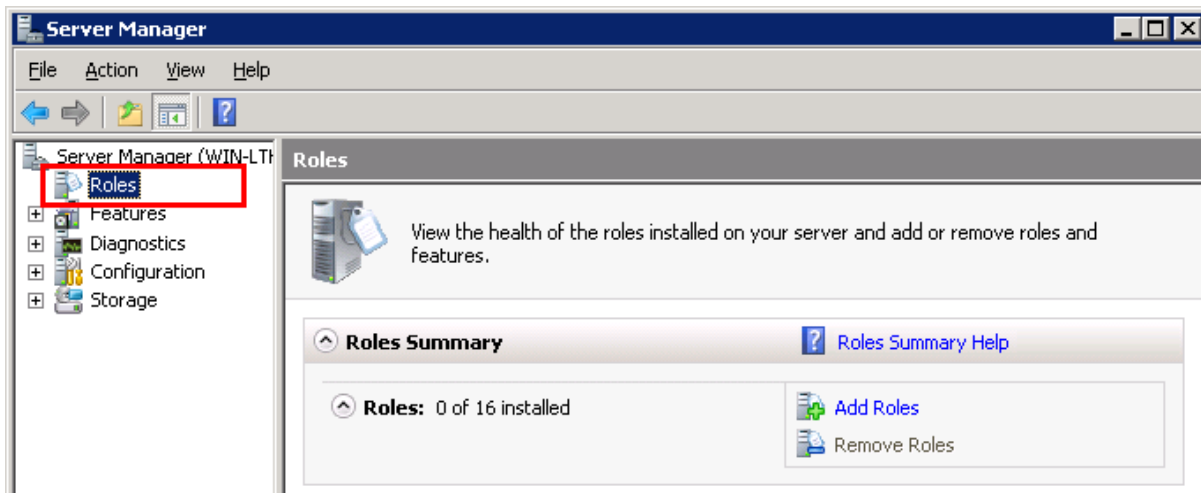 Server Manager
File Action View Help
Server Manager (WIN-LTH
Roles
Features
Diagnostics
Configuration
Storage
Roles
View the health of the roles installed on your server and add or remove roles and
features.
Roles Summary
Roles Summary Help
Roles: 0 of 16 installed
Add Roles
Remove Roles